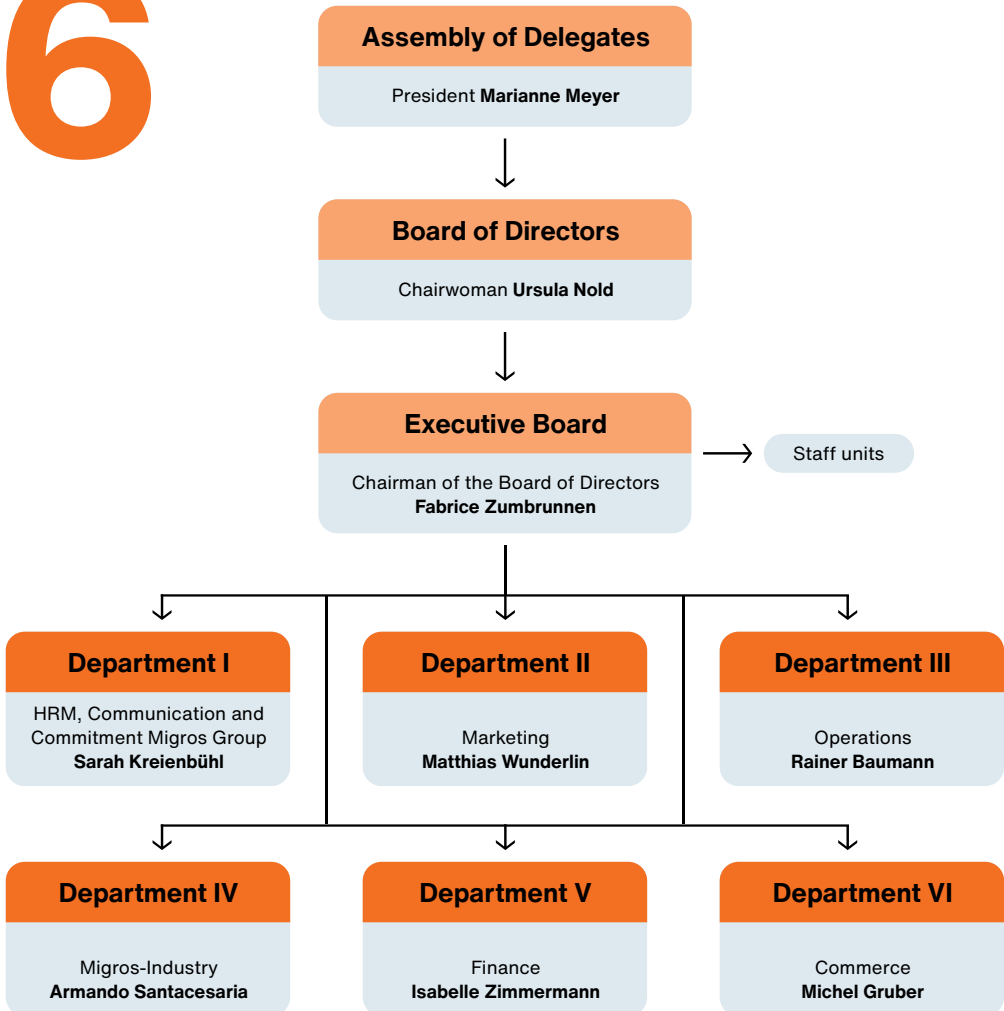 6
Assembly of Delegates
President Marianne Meyer
Board of Directors
Chairwoman Ursula Nold
Executive Board
Chairman of the Board of Directors
Fabrice Zumbrunnen
Staff units
Department I
HRM, Communication and
Commitment Migros Group
Sarah Kreienbühl
Department II
Marketing
Matthias Wunderlin
Department III
Operations
Rainer Baumann
Department IV
Migros-Industry
Armando Santacesaria
Department V
Finance
Isabelle Zimmermann
Department VI
Commerce
Michel Gruber